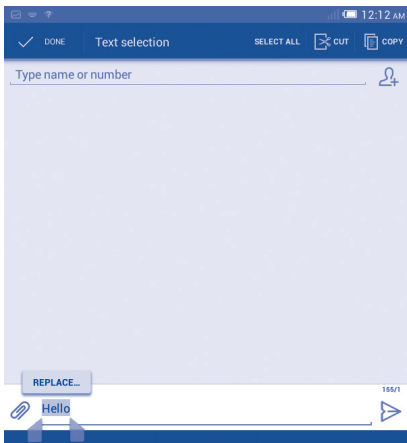 12:12 AM
DONE Text selection SELECT ALL CUT COPY
Type name or number
REPLACE...
155/1
Hello